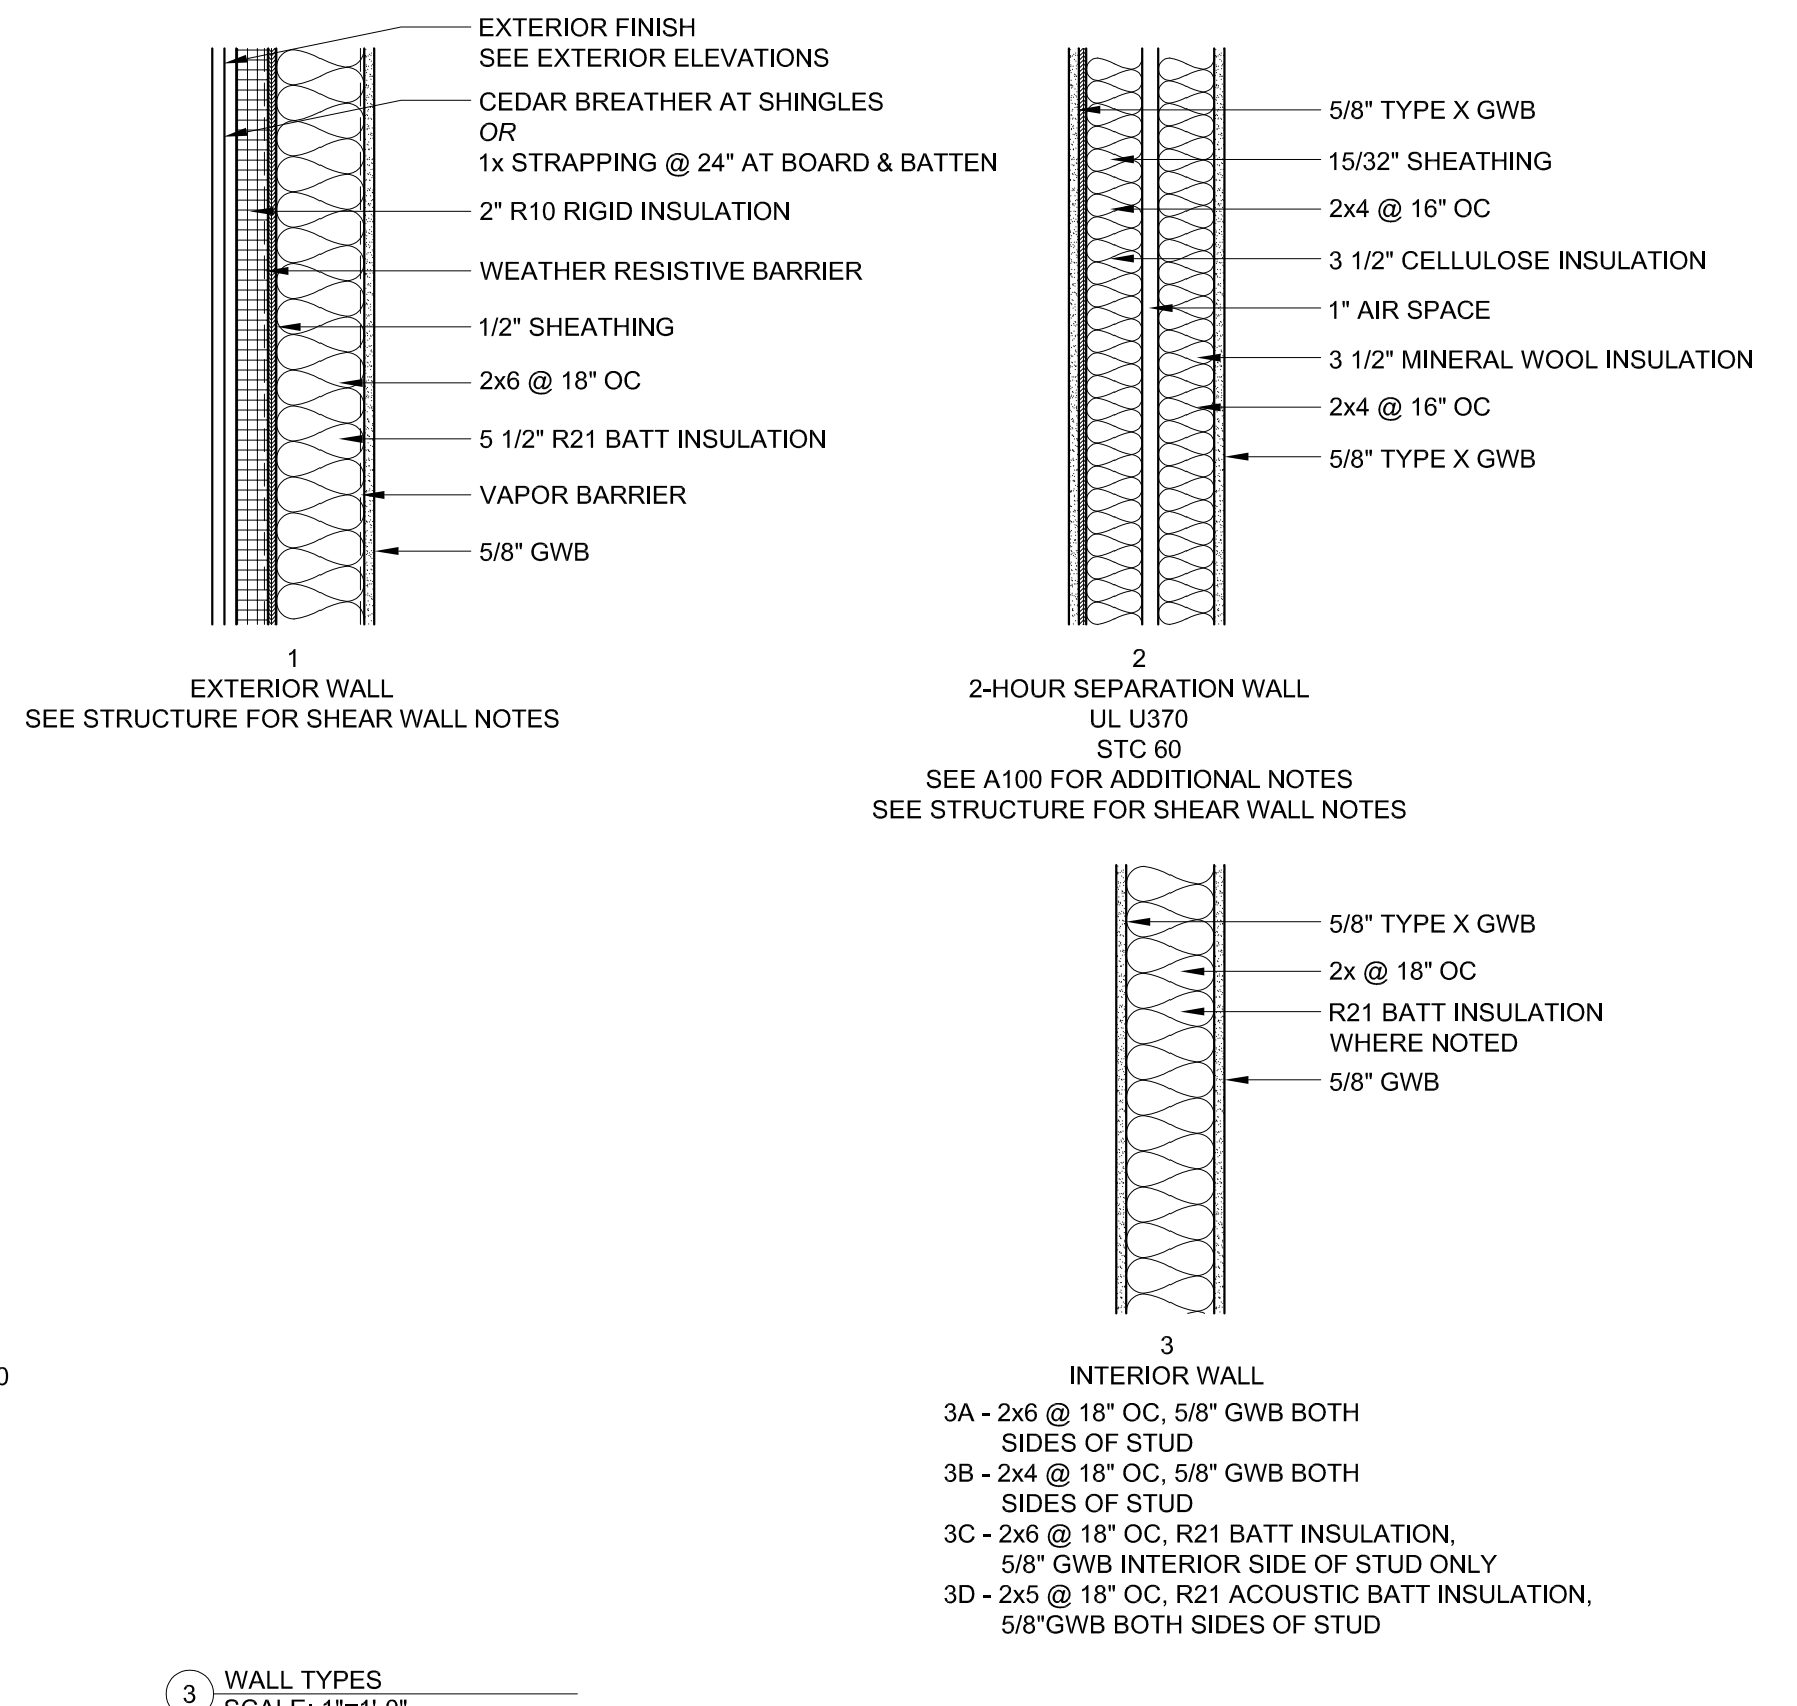 EXTERIOR FINISH
SEE EXTERIOR ELEVATIONS
CEDAR BREATHER AT SHINGLES
OR
1x STRAPPING @ 24" AT BOARD & BATTEN
2" R10 RIGID INSULATION
WEATHER RESISTIVE BARRIER
1/2" SHEATHING
2x6 @ 18" OC
5 1/2" R21 BATT INSULATION
VAPOR BARRIER
5/8" GWB
1
EXTERIOR WALL
SEE STRUCTURE FOR SHEAR WALL NOTES
5/8" TYPE X GWB
15/32" SHEATHING
2x4 @ 16" OC
3 1/2" CELLULOSE INSULATION
1" AIR SPACE
3 1/2" MINERAL WOOL INSULATION
2x4 @ 16" OC
5/8" TYPE X GWB
2
2-HOUR SEPARATION WALL
UL U370
STC 60
SEE A100 FOR ADDITIONAL NOTES
SEE STRUCTURE FOR SHEAR WALL NOTES
5/8" TYPE X GWB
2x @ 18" OC
R21 BATT INSULATION
WHERE NOTED
5/8" GWB
3
INTERIOR WALL
3A - 2x6 @ 18" OC, 5/8" GWB BOTH
SIDES OF STUD
3B - 2x4 @ 18" OC, 5/8" GWB BOTH
SIDES OF STUD
3C - 2x6 @ 18" OC, R21 BATT INSULATION,
5/8" GWB INTERIOR SIDE OF STUD ONLY
3D - 2x5 @ 18" OC, R21 ACOUSTIC BATT INSULATION,
5/8"GWB BOTH SIDES OF STUD
3 WALL TYPES
SCALE: 1"=1'-0"